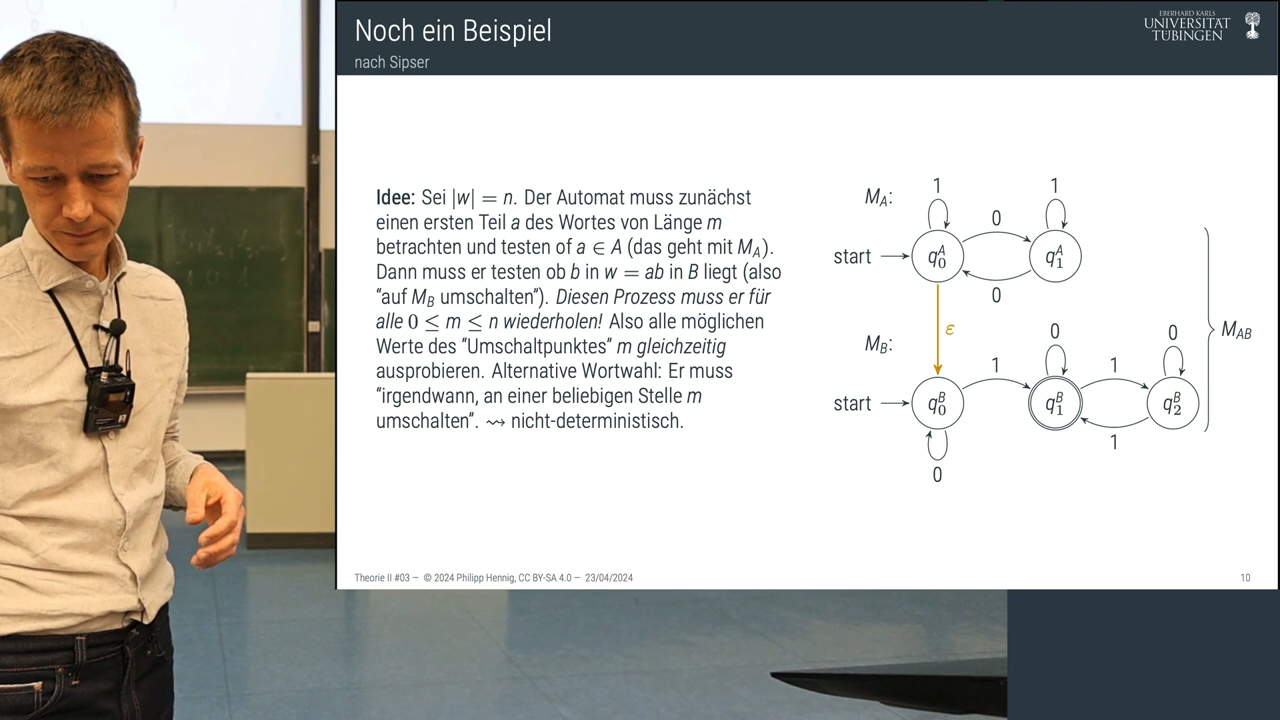 Noch ein Beispiel
nach Sipser
EBERHARD KARLS
UNIVERSITÄT
TÜBINGEN
Idee: Sei |w| = n. Der Automat muss zunächst
einen ersten Teil a des Wortes von Länge m
betrachten und testen of a ∈ A (das geht mit M_A).
Dann muss er testen ob b in w = ab in B liegt (also
"auf M_B umschalten"). Diesen Prozess muss er für
alle 0 ≤ m ≤ n wiederholen! Also alle möglichen
Werte des "Umschaltpunktes" m gleichzeitig
ausprobieren. Alternative Wortwahl: Er muss
"irgendwann, an einer beliebigen Stelle m
umschalten". ⇝ nicht-deterministisch.
M_A:
1
1
0
start
q_0^A
q_1^A
0
ε
M_AB
M_B:
0
0
1
1
start
q_0^B
q_1^B
q_2^B
1
0
Theorie II #03 — © 2024 Philipp Hennig, CC BY-SA 4.0 — 23/04/2024
10